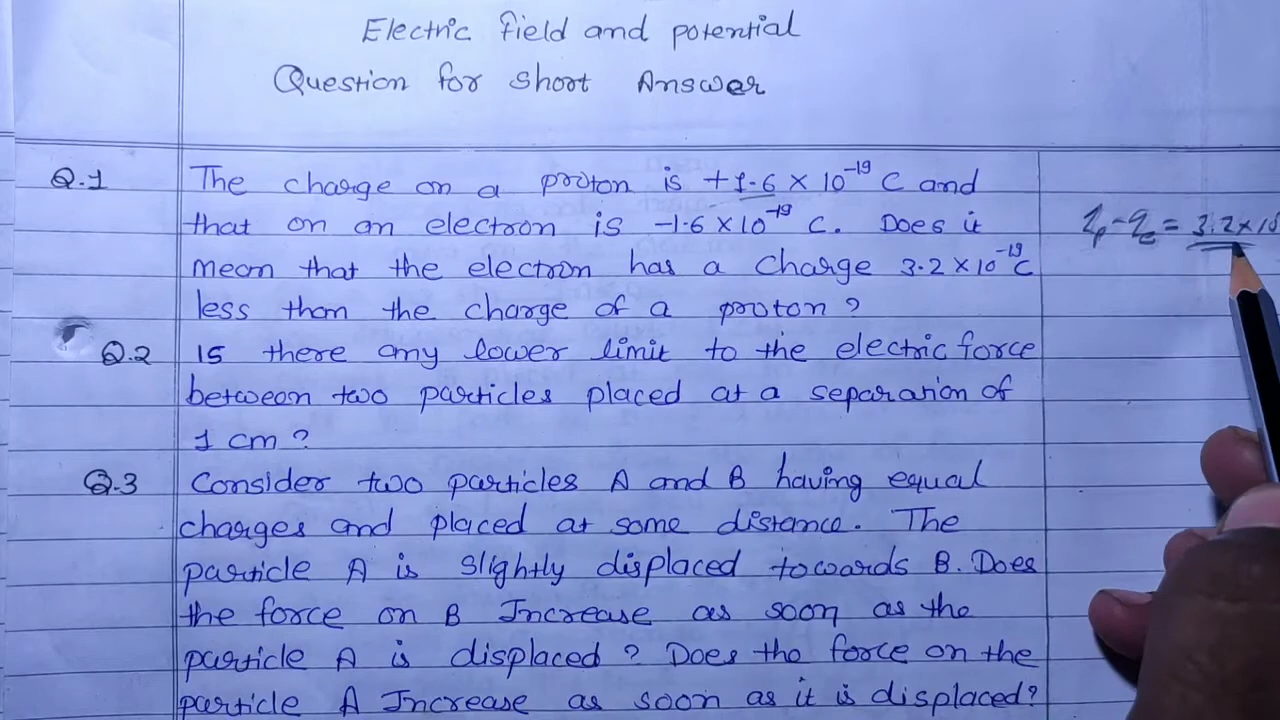 Electric field and potential
Question for Short Answer
Q.1 The charge on a proton is +1.6 × 10⁻¹⁹ C and
that on an electron is -1.6 × 10⁻¹⁹ C. Does it
mean that the electron has a charge 3.2 × 10⁻¹⁹ C
less than the charge of a proton?
qp - qe = 3.2 × 10
Q.2 Is there any lower limit to the electric force
between two particles placed at a separation of
1 cm?
Q.3 Consider two particles A and B having equal
charges and placed at some distance. The
particle A is slightly displaced towards B. Does
the force on B Increase as soon as the
particle A is displaced? Does the force on the
particle A Increase as soon as it is displaced?